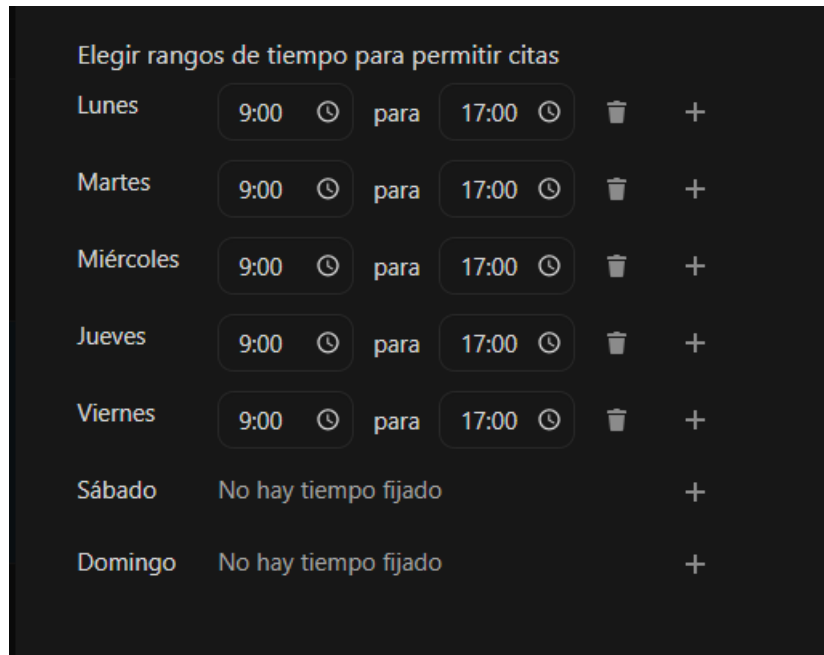 Elegir rangos de tiempo para permitir citas
Lunes 9:00 para 17:00
Martes 9:00 para 17:00
Miércoles 9:00 para 17:00
Jueves 9:00 para 17:00
Viernes 9:00 para 17:00
Sábado No hay tiempo fijado
Domingo No hay tiempo fijado